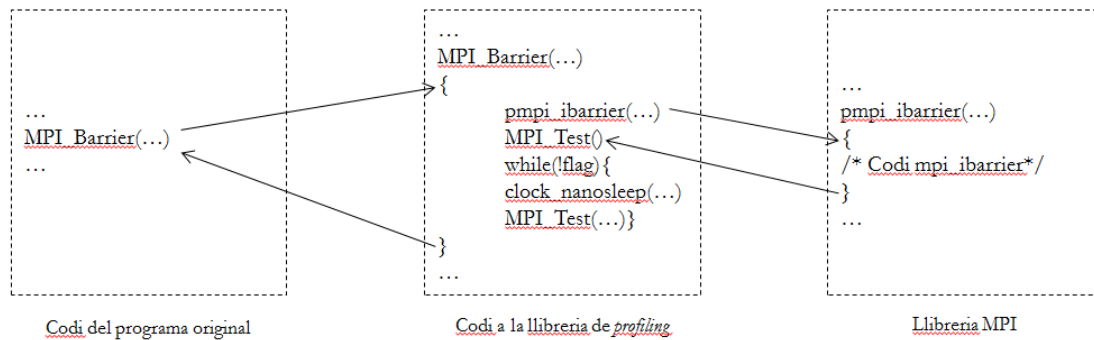 …
MPI_Barrier(…)
…
Codi del programa original
…
MPI_Barrier(…)
{
pmpi_ibarrier(…)
MPI_Test()
while(!flag){
clock_nanosleep(…)
MPI_Test(…)}
}
…
Codi a la llibreria de profiling
…
pmpi_ibarrier(…)
{
/* Codi mpi_ibarrier*/
}
…
Llibreria MPI